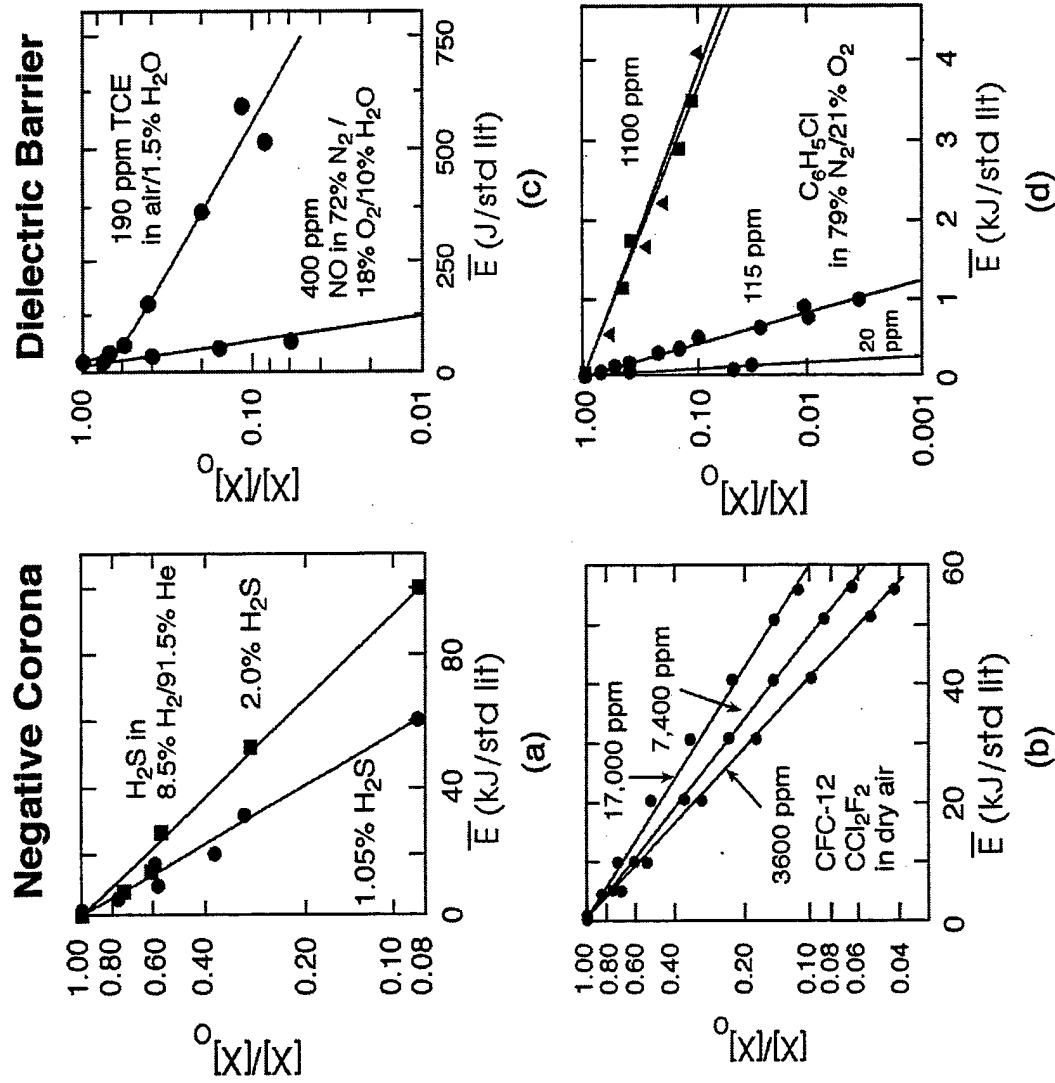 Negative Corona
1.00
0.80
0.60
0.40
0.20
0.08
[X]/[X]O
H2S in
8.5% H2/91.5% He
2.0% H2S
1.05% H2S
0
40
80
E (kJ/std lit)
(a)
1.00
0.80
0.60
0.40
0.20
0.10
0.08
0.06
0.04
[X]/[X]O
17,000 ppm
7,400 ppm
3600 ppm
CFC-12
CCl2F2
in dry air
0
20
40
60
E (kJ/std lit)
(b)
Dielectric Barrier
1.00
0.10
0.01
[X]/[X]O
190 ppm TCE
in air/1.5% H2O
400 ppm
NO in 72% N2/
18% O2/10% H2O
0
250
500
750
E (J/std lit)
(c)
1.00
0.10
0.01
0.001
[X]/[X]O
1100 ppm
115 ppm
20
ppm
C6H5Cl
in 79% N2/21% O2
0
1
2
3
4
E (kJ/std lit)
(d)